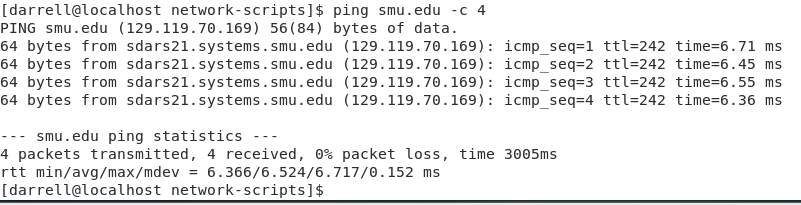 [darrell@localhost network-scripts]$ ping smu.edu -c 4
PING smu.edu (129.119.70.169) 56(84) bytes of data.
64 bytes from sdars21.systems.smu.edu (129.119.70.169): icmp_seq=1 ttl=242 time=6.71 ms
64 bytes from sdars21.systems.smu.edu (129.119.70.169): icmp_seq=2 ttl=242 time=6.45 ms
64 bytes from sdars21.systems.smu.edu (129.119.70.169): icmp_seq=3 ttl=242 time=6.55 ms
64 bytes from sdars21.systems.smu.edu (129.119.70.169): icmp_seq=4 ttl=242 time=6.36 ms

--- smu.edu ping statistics ---
4 packets transmitted, 4 received, 0% packet loss, time 3005ms
rtt min/avg/max/mdev = 6.366/6.524/6.717/0.152 ms
[darrell@localhost network-scripts]$